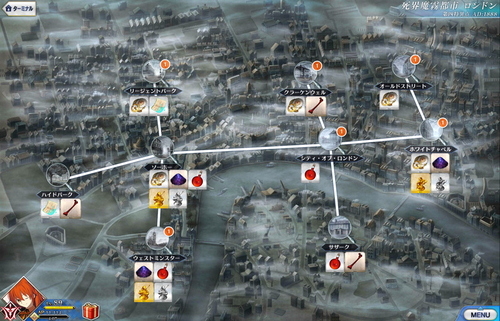 ターミナル
死界魔霧都市 ロンドン
A.D.1888
リージェントパーク
クラーケンウェル
オールドストリート
ソーホー
シティ・オブ・ロンドン
ホワイトチャペル
ハイドパーク
ウェストミンスター
サザーク
MENU